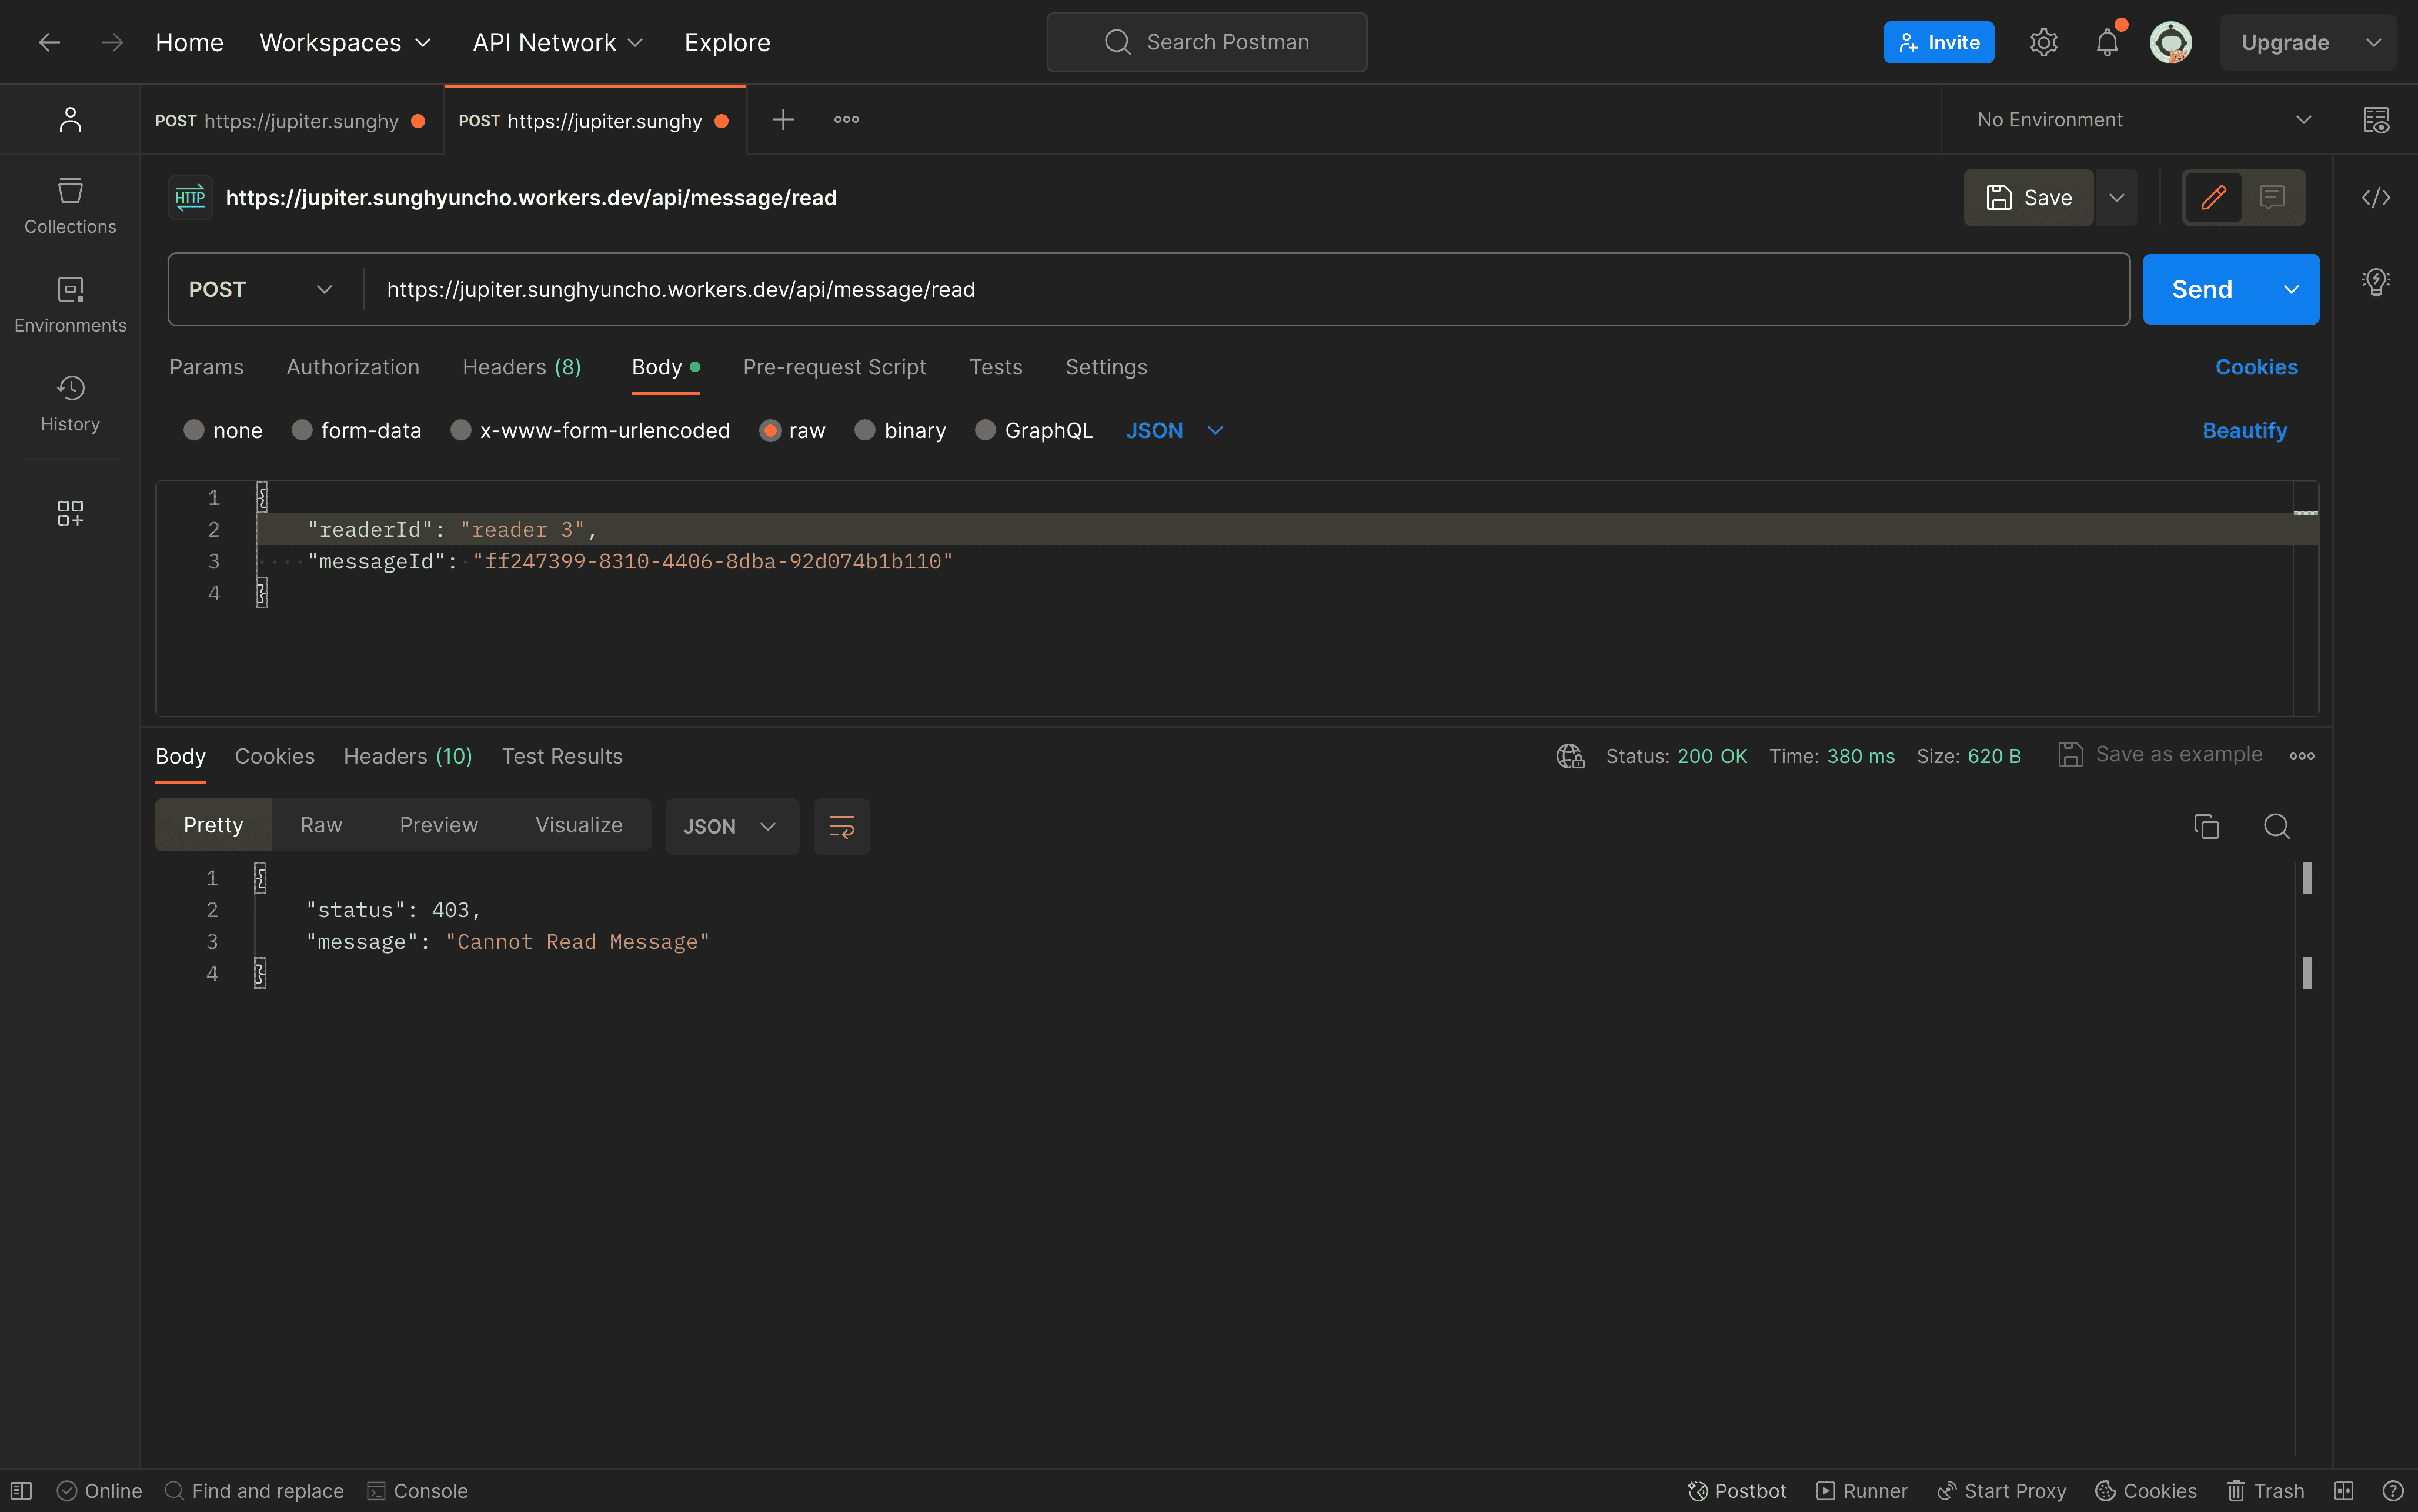 Home Workspaces API Network Explore Search Postman Invite Upgrade
POST https://jupiter.sunghy POST https://jupiter.sunghy No Environment
HTTP https://jupiter.sunghyuncho.workers.dev/api/message/read Save
Collections
POST https://jupiter.sunghyuncho.workers.dev/api/message/read Send
Environments
Params Authorization Headers (8) Body Pre-request Script Tests Settings Cookies
History
none form-data x-www-form-urlencoded raw binary GraphQL JSON Beautify
1 {
2 "readerId": "reader 3",
3 "messageId": "ff247399-8310-4406-8dba-92d074b1b110"
4 }
Body Cookies Headers (10) Test Results Status: 200 OK Time: 380 ms Size: 620 B Save as example
Pretty Raw Preview Visualize JSON
1 {
2 "status": 403,
3 "message": "Cannot Read Message"
4 }
Online Find and replace Console Postbot Runner Start Proxy Cookies Trash